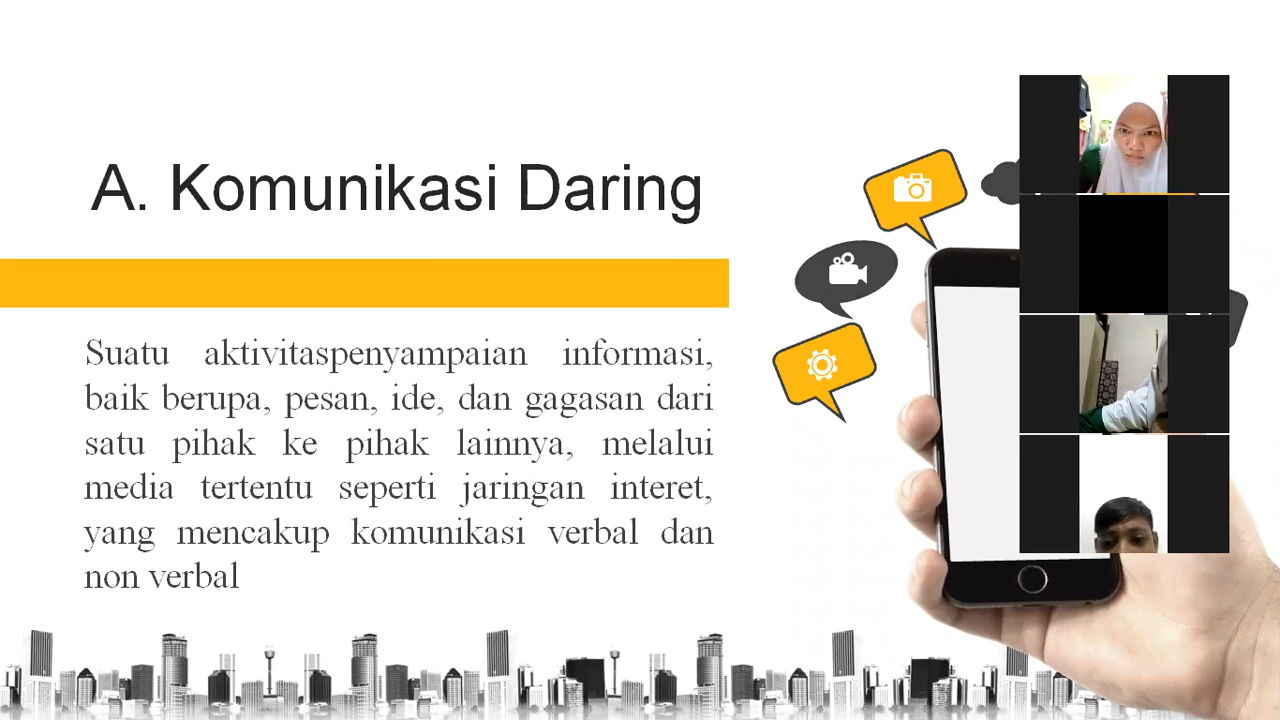 A. Komunikasi Daring
Suatu aktivitaspenyampaian informasi,
baik berupa, pesan, ide, dan gagasan dari
satu pihak ke pihak lainnya, melalui
media tertentu seperti jaringan interet,
yang mencakup komunikasi verbal dan
non verbal